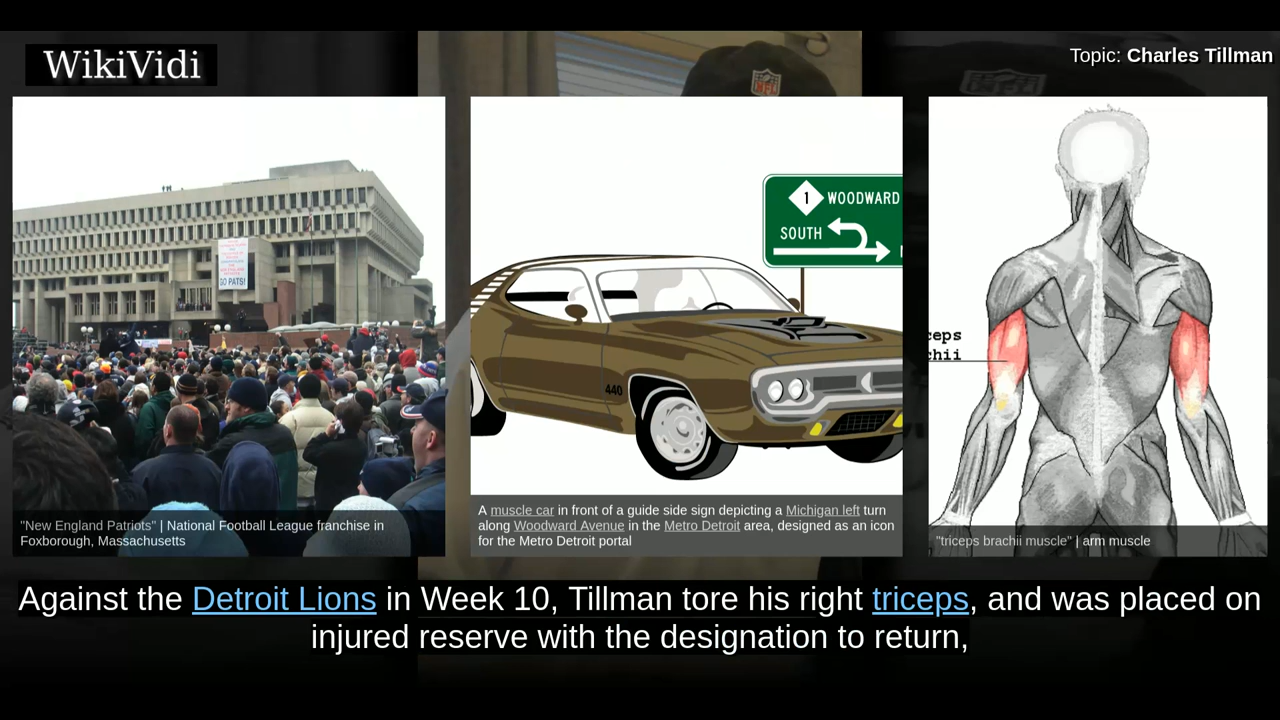 WikiVidi
Topic: Charles Tillman
NFL
GO PATS!
1 WOODWARD
SOUTH
440
ceps
chii
"New England Patriots" | National Football League franchise in
Foxborough, Massachusetts
A muscle car in front of a guide side sign depicting a Michigan left turn
along Woodward Avenue in the Metro Detroit area, designed as an icon
for the Metro Detroit portal
"triceps brachii muscle" | arm muscle
Against the Detroit Lions in Week 10, Tillman tore his right triceps, and was placed on
injured reserve with the designation to return,